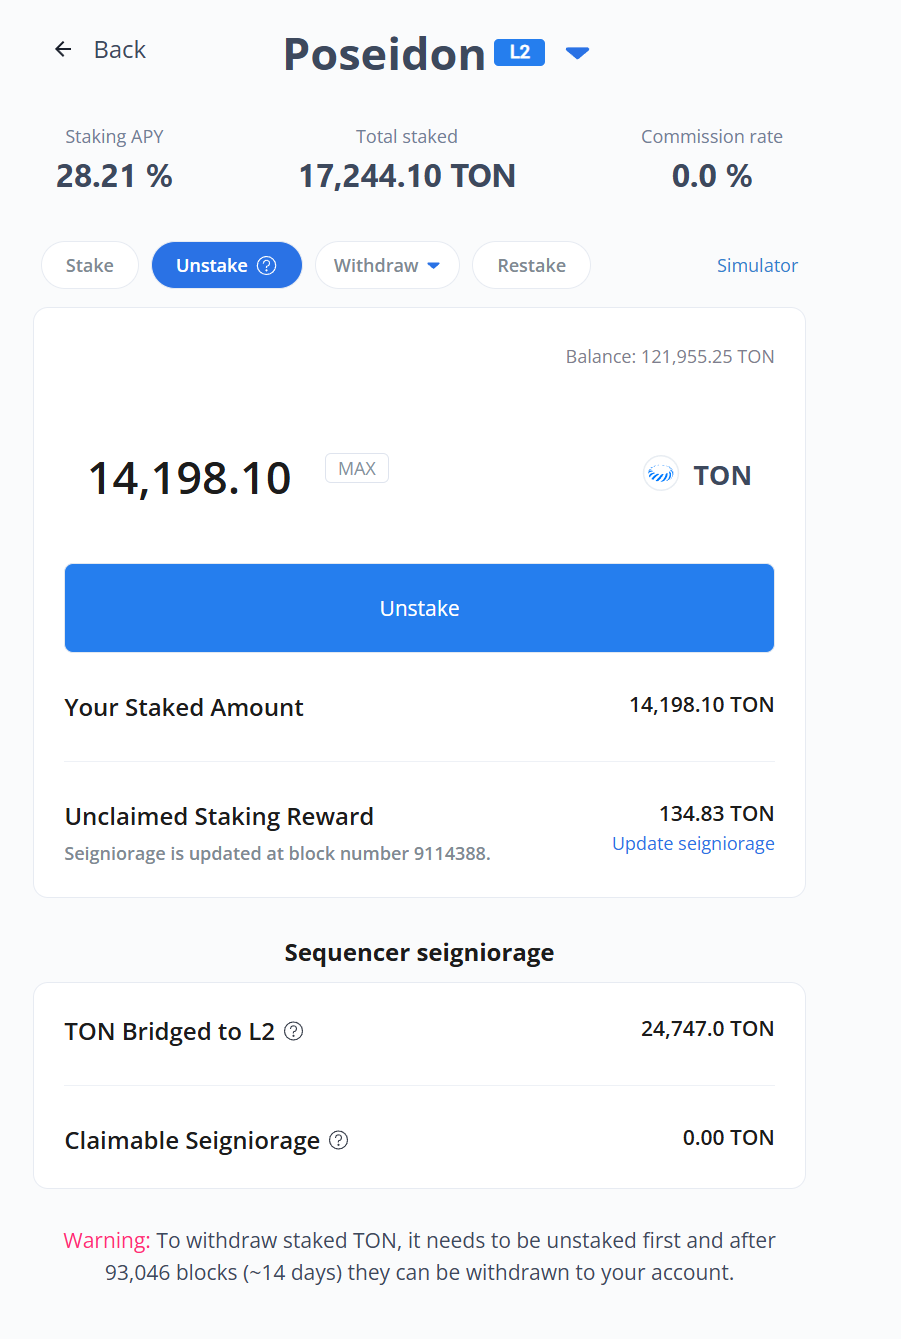 ← Back
Poseidon L2
Staking APY
Total staked
Commission rate
28.21 %
17,244.10 TON
0.0 %
Stake
Unstake ?
Withdraw
Restake
Simulator
Balance: 121,955.25 TON
14,198.10 MAX
TON
Unstake
Your Staked Amount
14,198.10 TON
Unclaimed Staking Reward
134.83 TON
Seigniorage is updated at block number 9114388.
Update seigniorage
Sequencer seigniorage
TON Bridged to L2 ?
24,747.0 TON
Claimable Seigniorage ?
0.00 TON
Warning: To withdraw staked TON, it needs to be unstaked first and after
93,046 blocks (~14 days) they can be withdrawn to your account.